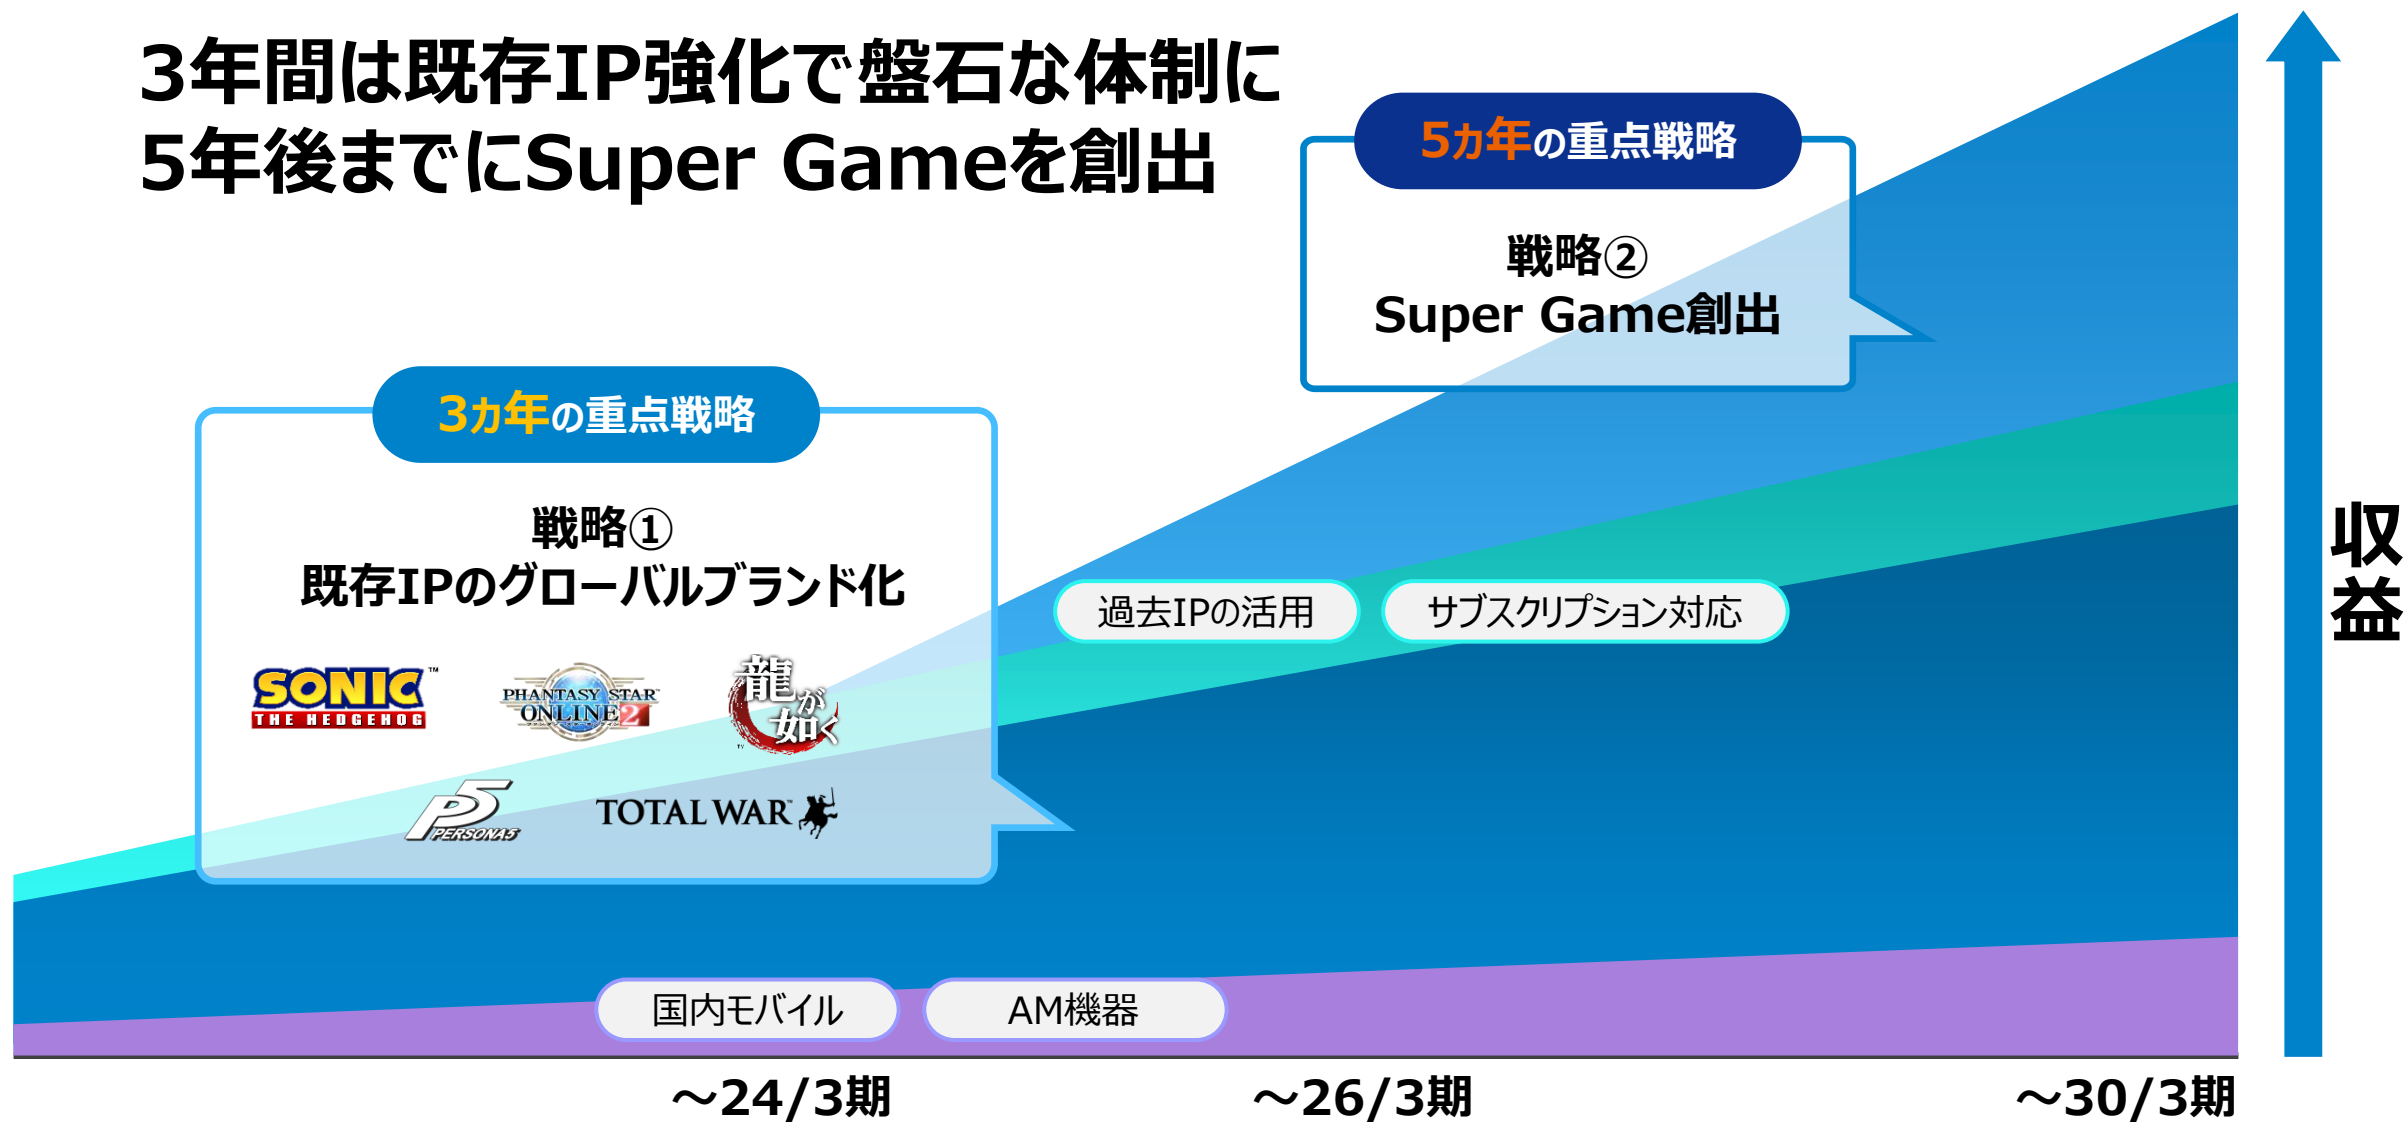 3年間は既存IP強化で盤石な体制に
5年後までにSuper Gameを創出
5ヵ年の重点戦略
戦略②
Super Game創出
3ヵ年の重点戦略
戦略①
既存IPのグローバルブランド化
SONIC™
THE HEDGEHOG
PHANTASY STAR
ONLINE 2
龍が如く
TM
P5
PERSONA5
TOTAL WAR™
過去IPの活用
サブスクリプション対応
収益
国内モバイル
AM機器
～24/3期
～26/3期
～30/3期